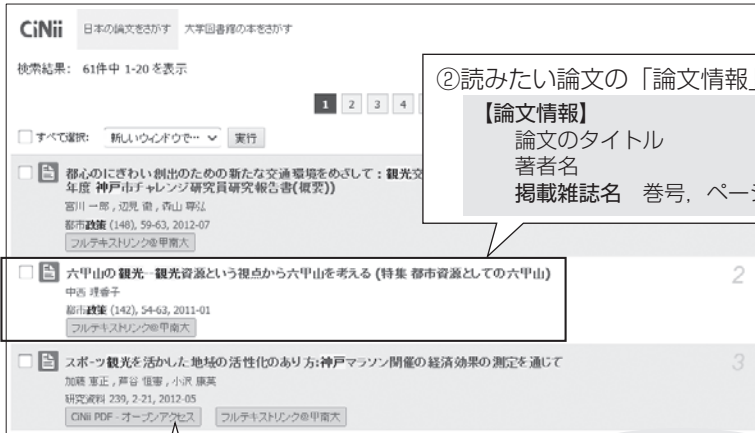 CiNii 日本の論文をさがす 大学図書館の本をさがす
検索結果: 61件中 1-20 を表示
1 2 3 4
すべて選択: 新しいウィンドウで… 実行
②読みたい論文の「論文情報」
【論文情報】
論文のタイトル
著者名
掲載雑誌名 巻号，ペー
都心のにぎわい創出のための新たな交通環境をめざして : 観光交
年度 神戸市チャレンジ研究員研究報告書(概要))
宮川 一郎 , 辺見 徹 , 森山 尋弘
都市政策 (148), 59-63, 2012-07
フルテキストリンク@甲南大
六甲山の観光--観光資源という視点から六甲山を考える (特集 都市資源としての六甲山)
中西 理香子
都市政策 (142), 54-63, 2011-01
フルテキストリンク@甲南大
2
スポーツ観光を活かした地域の活性化のあり方:神戸マラソン開催の経済効果の測定を通じて
加藤 恵正 , 芦谷 恒憲 , 小沢 康英
研究資料 239, 2-21, 2012-05
CiNii PDF - オープンアクセス フルテキストリンク@甲南大
3